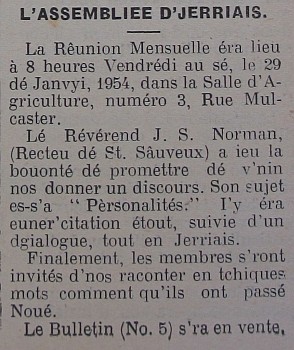 L'ASSEMBLIEE D'JERRIAIS.
La Rêunion Mensuelle éra lieu
à 8 heures Vendrédi au sé, le 29
dé Janvyi, 1954, dans la Salle d'A-
griculture, numéro 3, Rue Mul-
caster.
Lé Révérend J. S. Norman,
(Recteu dé St. Sâuveux) a ieu la
bouonté dé promettre dé v'nin
nos donner un discours. Son sujet
es-s'a " Pèrsonalités:" I'y éra
euner'citation étout, suivie d'un
dgialogue, tout en Jerriais.
Finalement, les membres s'ront
invités d'nos raconter en tchiques
mots comment qu'ils ont passé
Noué.
Le Bulletin (No. 5) s'ra en vente,